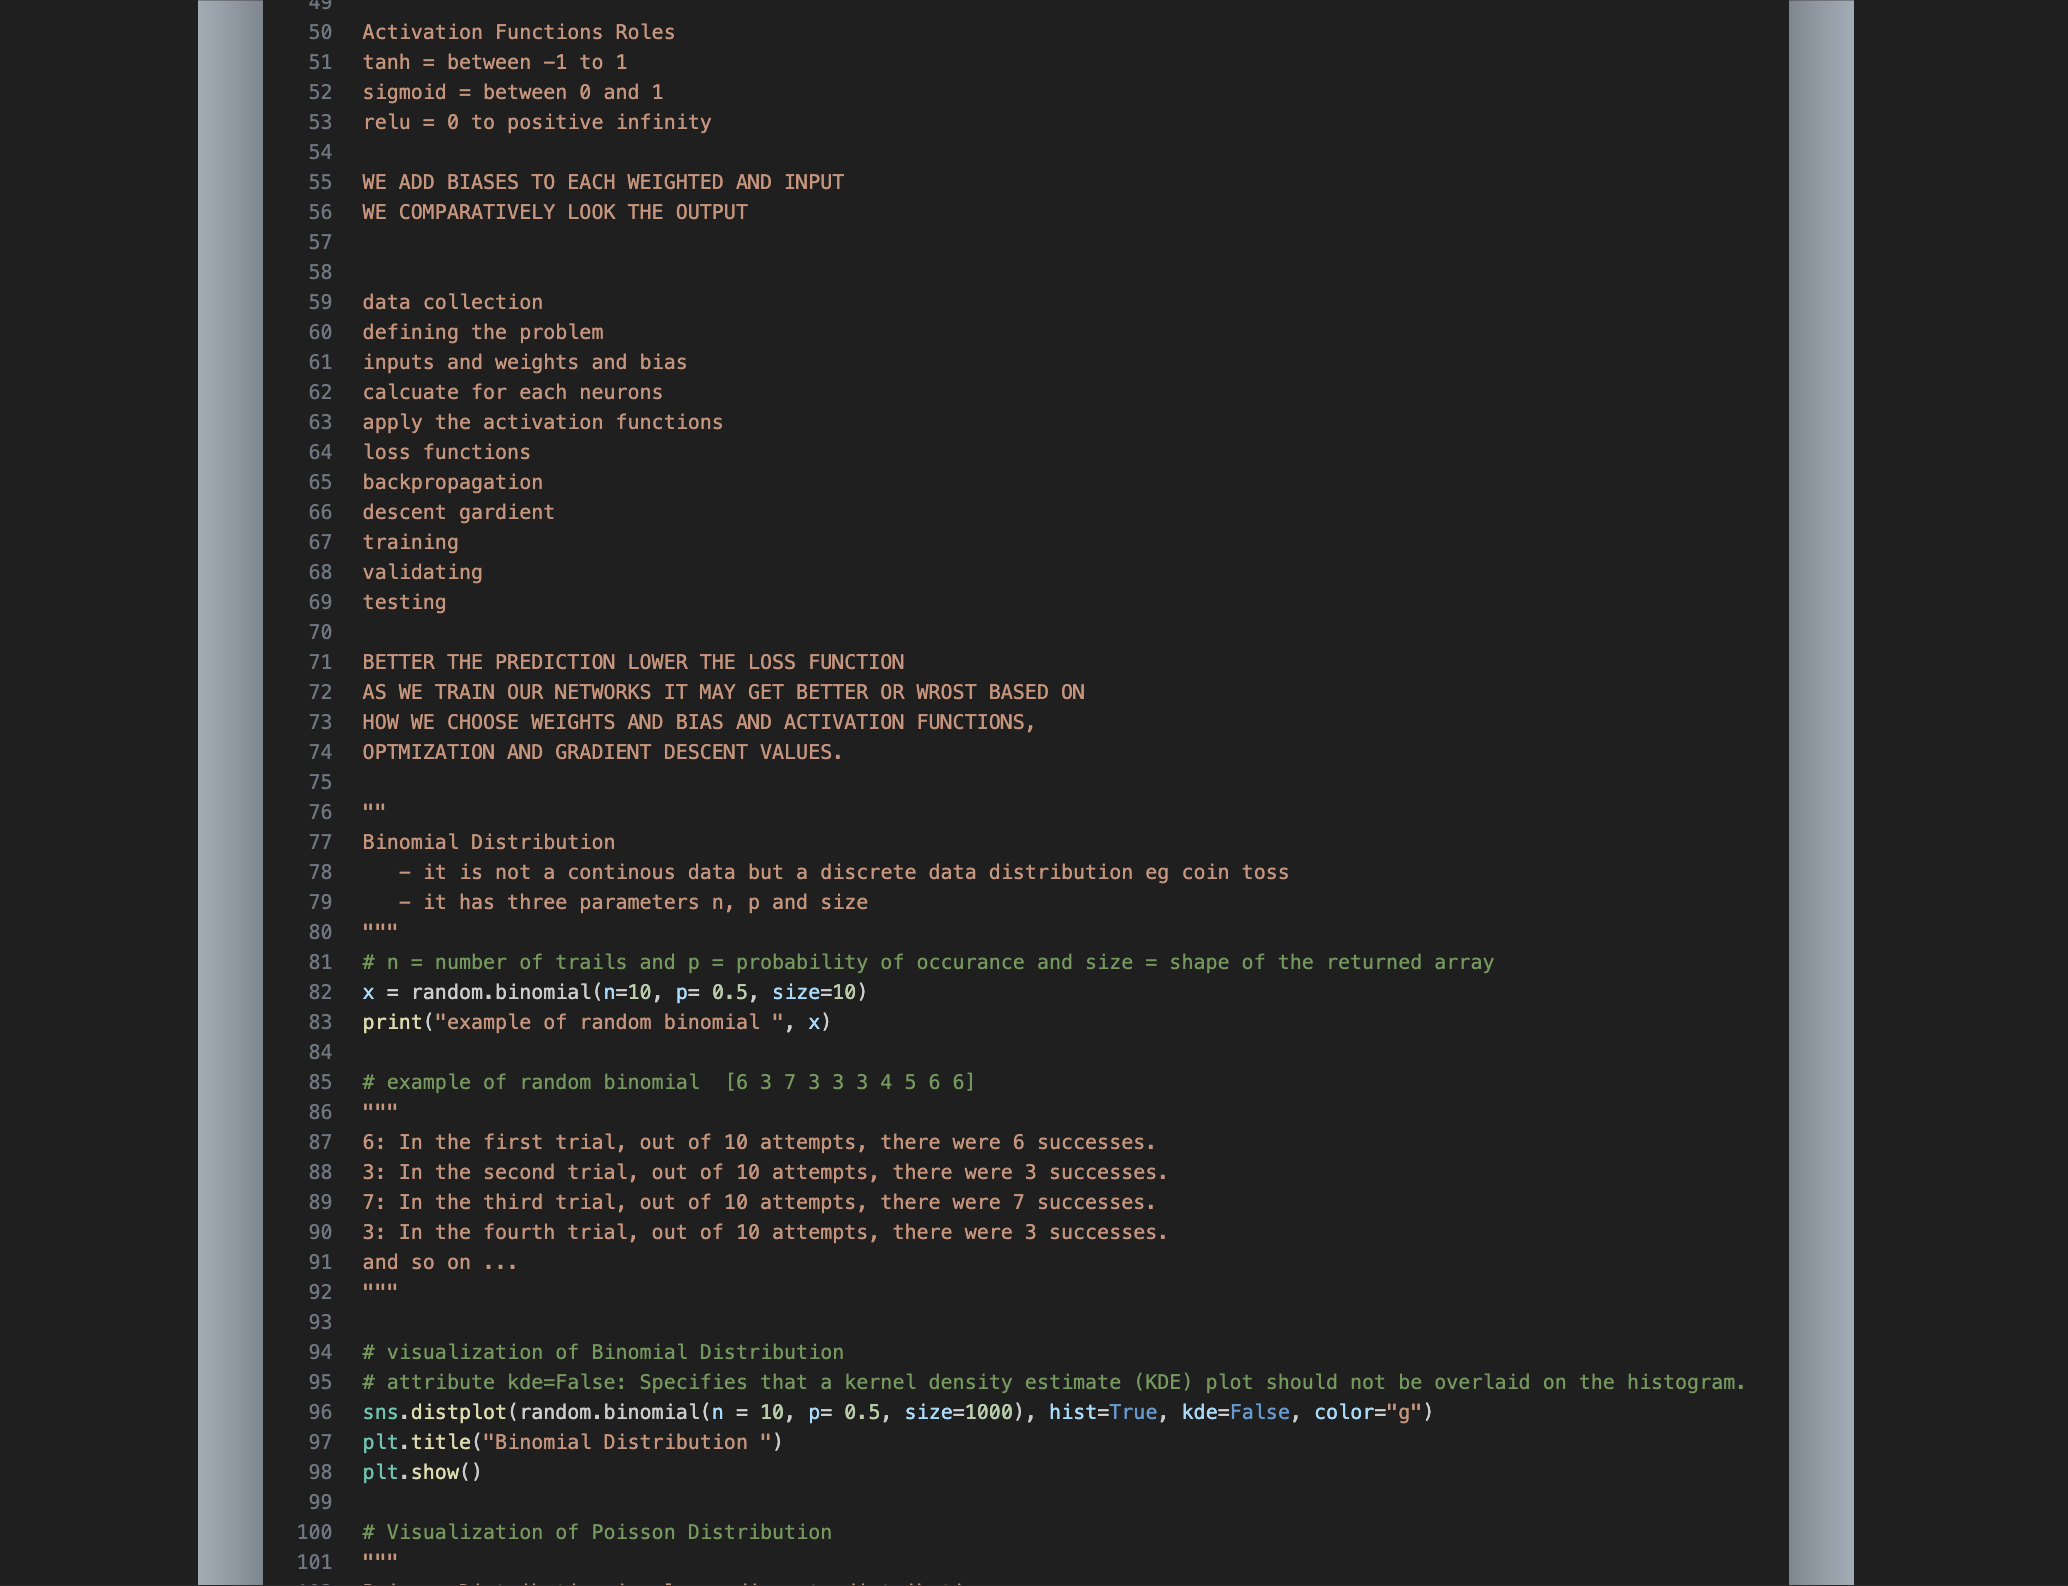 49
50 Activation Functions Roles
51 tanh = between -1 to 1
52 sigmoid = between 0 and 1
53 relu = 0 to positive infinity
54
55 WE ADD BIASES TO EACH WEIGHTED AND INPUT
56 WE COMPARATIVELY LOOK THE OUTPUT
57
58
59 data collection
60 defining the problem
61 inputs and weights and bias
62 calcuate for each neurons
63 apply the activation functions
64 loss functions
65 backpropagation
66 descent gardient
67 training
68 validating
69 testing
70
71 BETTER THE PREDICTION LOWER THE LOSS FUNCTION
72 AS WE TRAIN OUR NETWORKS IT MAY GET BETTER OR WROST BASED ON
73 HOW WE CHOOSE WEIGHTS AND BIAS AND ACTIVATION FUNCTIONS,
74 OPTMIZATION AND GRADIENT DESCENT VALUES.
75
76 ""
77 Binomial Distribution
78    - it is not a continous data but a discrete data distribution eg coin toss
79    - it has three parameters n, p and size
80 """
81 # n = number of trails and p = probability of occurance and size = shape of the returned array
82 x = random.binomial(n=10, p= 0.5, size=10)
83 print("example of random binomial ", x)
84
85 # example of random binomial  [6 3 7 3 3 3 4 5 6 6]
86 """
87 6: In the first trial, out of 10 attempts, there were 6 successes.
88 3: In the second trial, out of 10 attempts, there were 3 successes.
89 7: In the third trial, out of 10 attempts, there were 7 successes.
90 3: In the fourth trial, out of 10 attempts, there were 3 successes.
91 and so on ...
92 """
93
94 # visualization of Binomial Distribution
95 # attribute kde=False: Specifies that a kernel density estimate (KDE) plot should not be overlaid on the histogram.
96 sns.distplot(random.binomial(n = 10, p= 0.5, size=1000), hist=True, kde=False, color="g")
97 plt.title("Binomial Distribution ")
98 plt.show()
99
100 # Visualization of Poisson Distribution
101 """